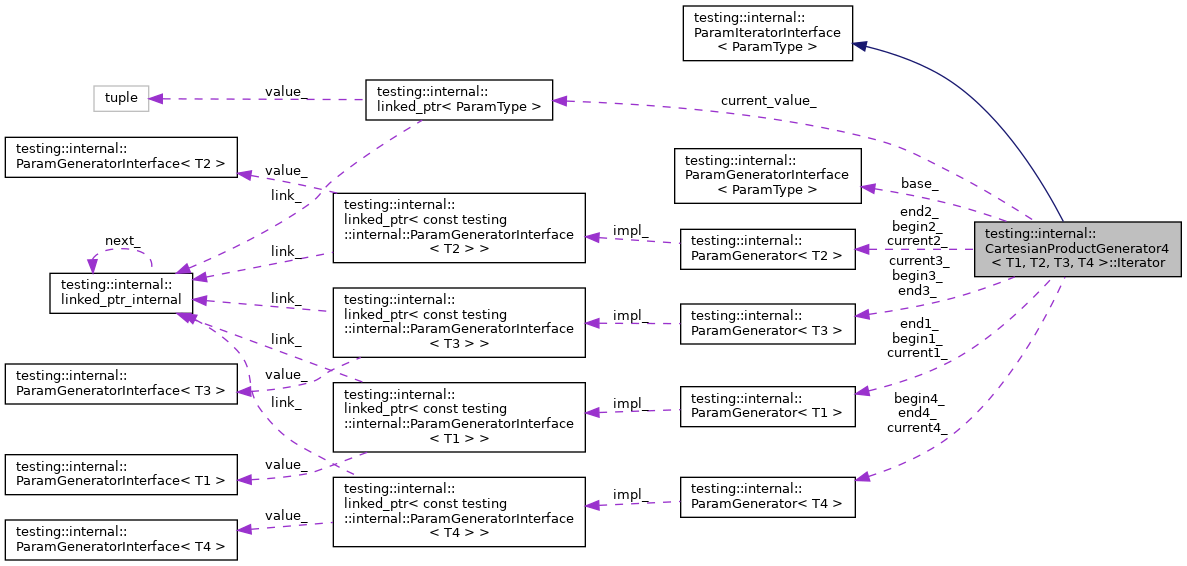 testing::internal::
ParamIteratorInterface
< ParamType >
tuple
value_
testing::internal::
linked_ptr< ParamType >
current_value_
testing::internal::
ParamGeneratorInterface< T2 >
value_
link_
testing::internal::
ParamGeneratorInterface
< ParamType >
base_
testing::internal::
linked_ptr< const testing
::internal::ParamGeneratorInterface
< T2 > >
impl_
testing::internal::
ParamGenerator< T2 >
end2_
begin2_
current2_
testing::internal::
CartesianProductGenerator4
< T1, T2, T3, T4 >::Iterator
next_
link_
testing::internal::
linked_ptr_internal
link_
testing::internal::
linked_ptr< const testing
::internal::ParamGeneratorInterface
< T3 > >
impl_
testing::internal::
ParamGenerator< T3 >
current3_
begin3_
end3_
link_
testing::internal::
ParamGeneratorInterface< T3 >
value_
link_
testing::internal::
linked_ptr< const testing
::internal::ParamGeneratorInterface
< T1 > >
impl_
testing::internal::
ParamGenerator< T1 >
end1_
begin1_
current1_
testing::internal::
ParamGeneratorInterface< T1 >
value_
testing::internal::
linked_ptr< const testing
::internal::ParamGeneratorInterface
< T4 > >
impl_
testing::internal::
ParamGenerator< T4 >
begin4_
end4_
current4_
testing::internal::
ParamGeneratorInterface< T4 >
value_